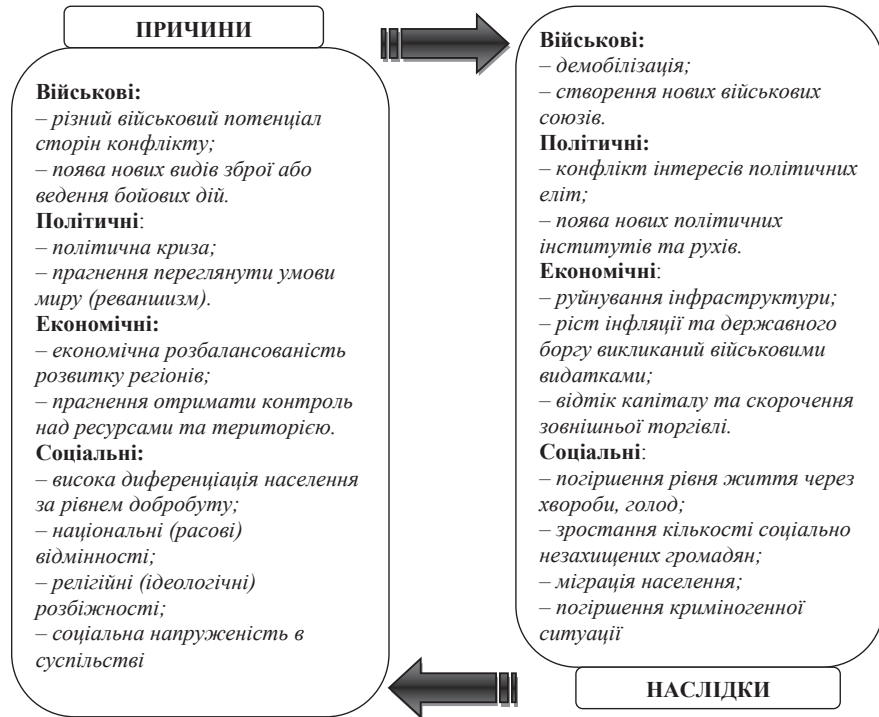 ПРИЧИНИ
Військові:
– різний військовий потенціал
сторін конфлікту;
– поява нових видів зброї або
ведення бойових дій.
Політичні:
– політична криза;
– прагнення переглянути умови
миру (реваншизм).
Економічні:
– економічна розбалансованість
розвитку регіонів;
– прагнення отримати контроль
над ресурсами та територією.
Соціальні:
– висока диференціація населення
за рівнем добробуту;
– національні (расові)
відмінності;
– релігійні (ідеологічні)
розбіжності;
– соціальна напруженість в
суспільстві
Військові:
– демобілізація;
– створення нових військових
союзів.
Політичні:
– конфлікт інтересів політичних
еліт;
– поява нових політичних
інститутів та рухів.
Економічні:
– руйнування інфраструктури;
– ріст інфляції та державного
боргу викликаний військовими
видатками;
– відтік капіталу та скорочення
зовнішньої торгівлі.
Соціальні:
– погіршення рівня життя через
хвороби, голод;
– зростання кількості соціально
незахищених громадян;
– міграція населення;
– погіршення криміногенної
ситуації
НАСЛІДКИ